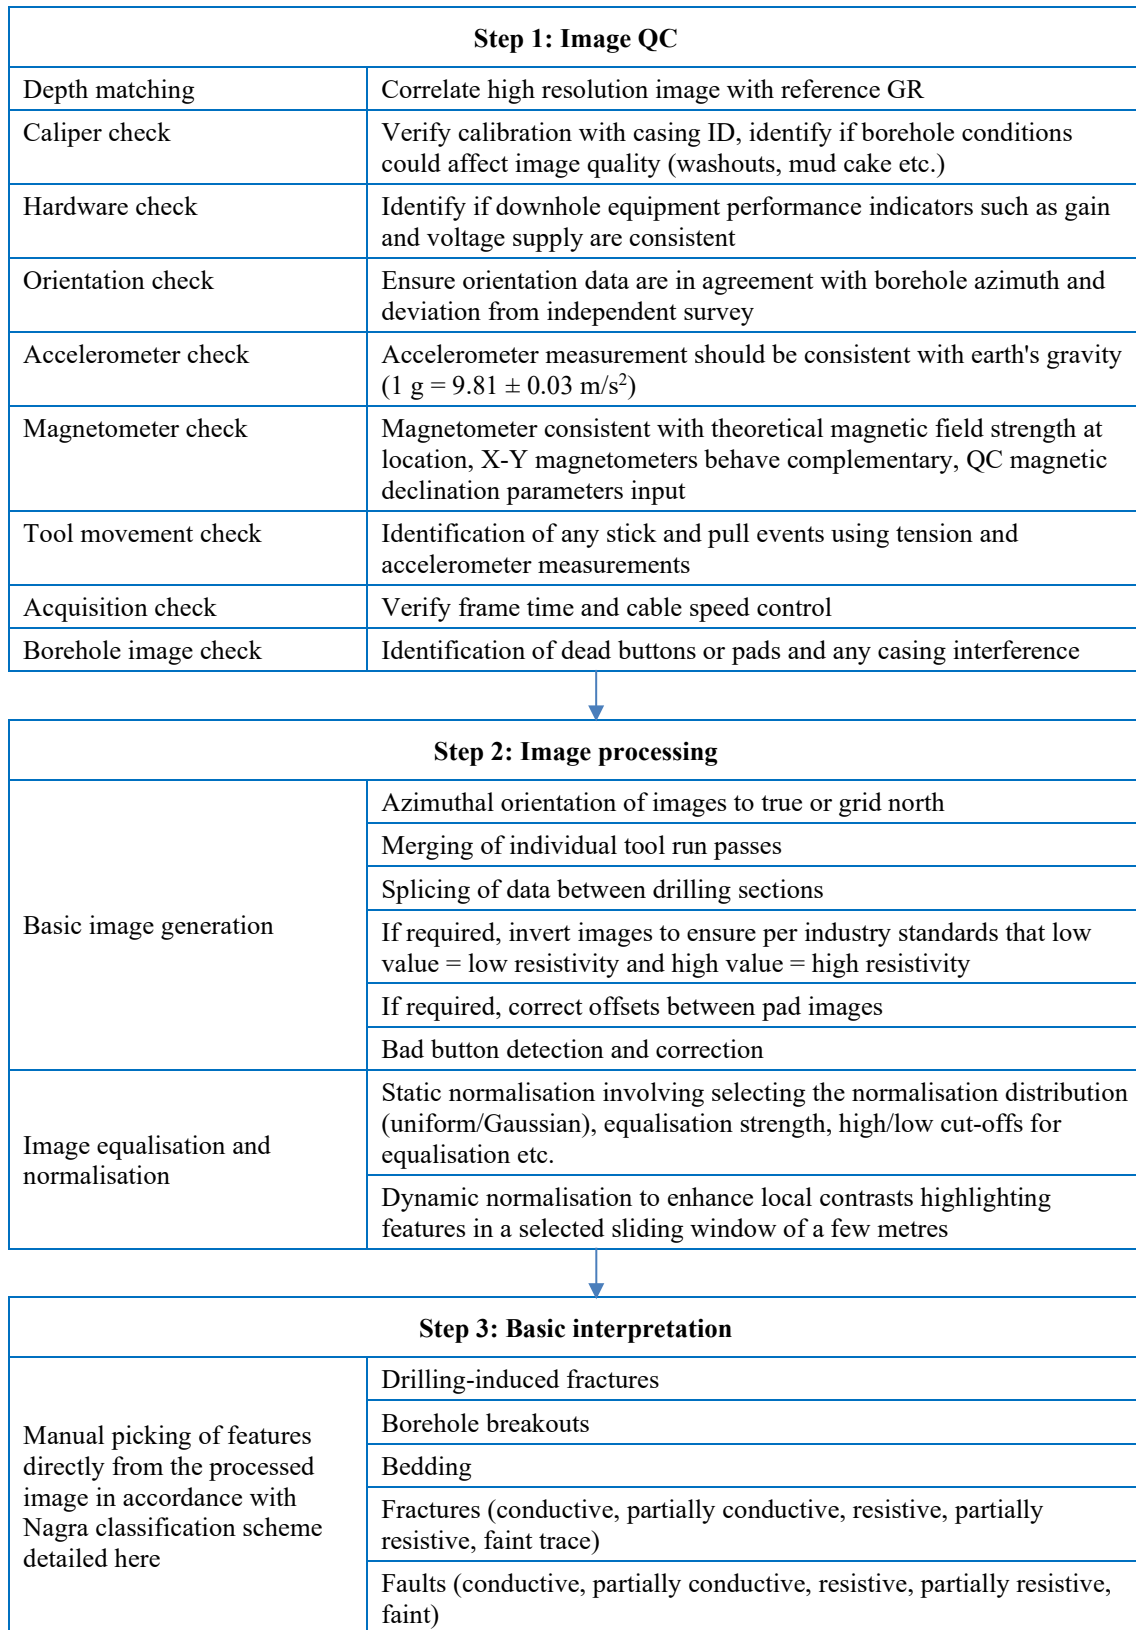 Step 1: Image QC
Depth matching
Correlate high resolution image with reference GR
Caliper check
Verify calibration with casing ID, identify if borehole conditions
could affect image quality (washouts, mud cake etc.)
Hardware check
Identify if downhole equipment performance indicators such as gain
and voltage supply are consistent
Orientation check
Ensure orientation data are in agreement with borehole azimuth and
deviation from independent survey
Accelerometer check
Accelerometer measurement should be consistent with earth's gravity
(1 g = 9.81 ± 0.03 m/s²)
Magnetometer check
Magnetometer consistent with theoretical magnetic field strength at
location, X-Y magnetometers behave complementary, QC magnetic
declination parameters input
Tool movement check
Identification of any stick and pull events using tension and
accelerometer measurements
Acquisition check
Verify frame time and cable speed control
Borehole image check
Identification of dead buttons or pads and any casing interference
Step 2: Image processing
Basic image generation
Azimuthal orientation of images to true or grid north
Merging of individual tool run passes
Splicing of data between drilling sections
If required, invert images to ensure per industry standards that low
value = low resistivity and high value = high resistivity
If required, correct offsets between pad images
Bad button detection and correction
Image equalisation and
normalisation
Static normalisation involving selecting the normalisation distribution
(uniform/Gaussian), equalisation strength, high/low cut-offs for
equalisation etc.
Dynamic normalisation to enhance local contrasts highlighting
features in a selected sliding window of a few metres
Step 3: Basic interpretation
Manual picking of features
directly from the processed
image in accordance with
Nagra classification scheme
detailed here
Drilling-induced fractures
Borehole breakouts
Bedding
Fractures (conductive, partially conductive, resistive, partially
resistive, faint trace)
Faults (conductive, partially conductive, resistive, partially resistive,
faint)